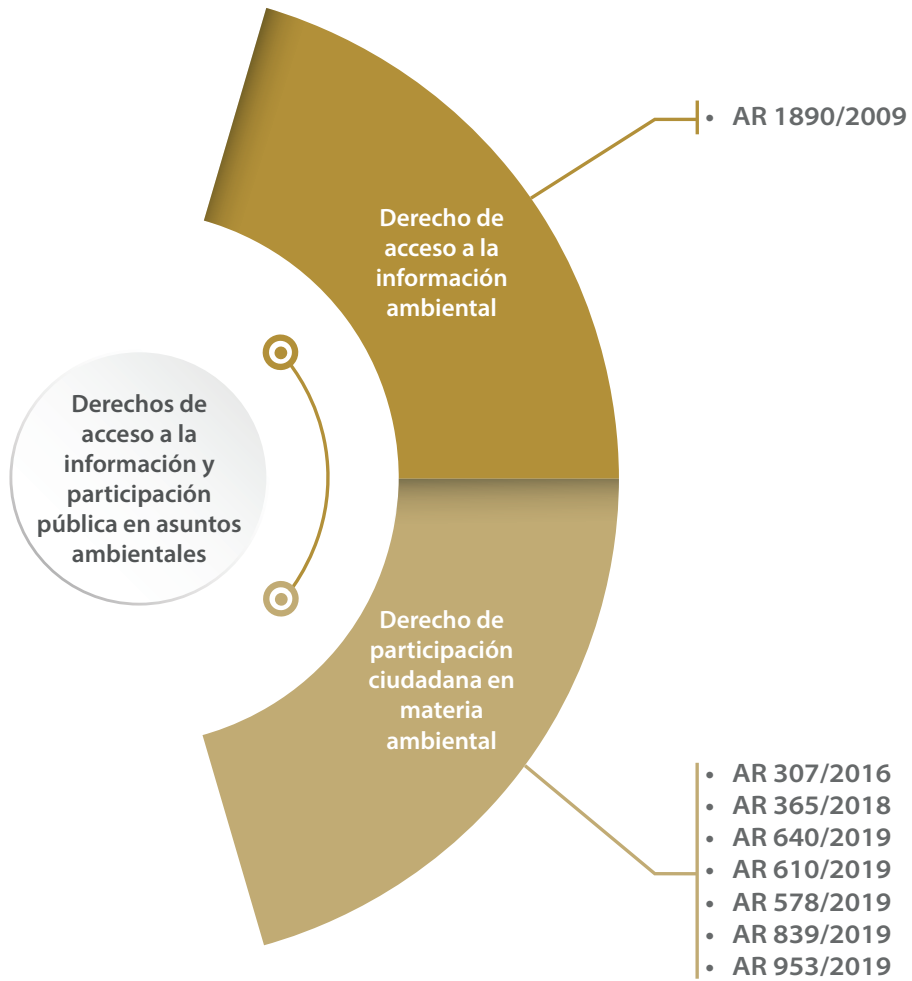 Derecho de
acceso a la
información
ambiental
• AR 1890/2009
Derechos de
acceso a la
información y
participación
pública en asuntos
ambientales
Derecho de
participación
ciudadana en
materia
ambiental
• AR 307/2016
• AR 365/2018
• AR 640/2019
• AR 610/2019
• AR 578/2019
• AR 839/2019
• AR 953/2019